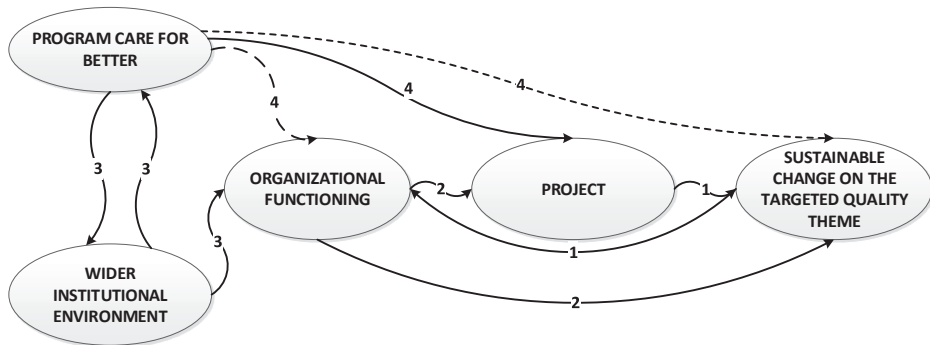 PROGRAM CARE FOR
BETTER
4
4
4
3
3
ORGANIZATIONAL
FUNCTIONING
2
PROJECT
1
SUSTAINABLE
CHANGE ON THE
TARGETED QUALITY
THEME
3
1
WIDER
INSTITUTIONAL
ENVIRONMENT
2